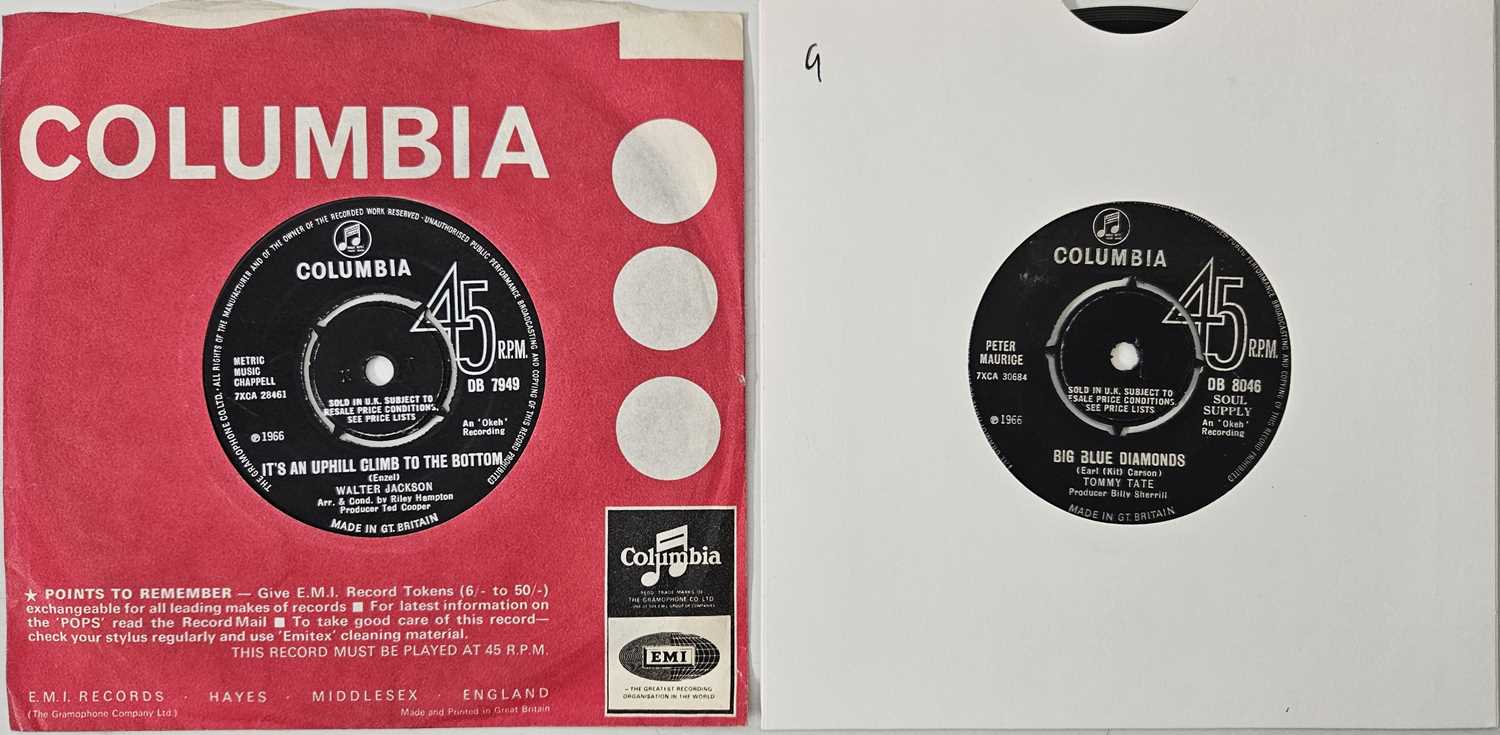 COLUMBIA
THE GRAMOPHONE CO. LTD. · ALL RIGHTS OF THE MANUFACTURER AND OF THE OWNER OF THE RECORDED WORK RESERVED · UNAUTHORISED PUBLIC PERFORMANCE BROADCASTING AND COPYING OF THIS RECORD PROHIBITED
COLUMBIA
45
R.P.M.
METRIC
MUSIC
CHAPPELL
7XCA 28461
DB 7949
SOLD IN U.K. SUBJECT TO
RESALE PRICE CONDITIONS,
SEE PRICE LISTS
An 'Okeh'
Recording
℗ 1966
IT'S AN UPHILL CLIMB TO THE BOTTOM
(Enzel)
WALTER JACKSON
Arr. & Cond. by Riley Hampton
Producer Ted Cooper
MADE IN GT. BRITAIN
★ POINTS TO REMEMBER — Give E.M.I. Record Tokens (6/- to 50/-)
exchangeable for all leading makes of records ■ For latest information on
the 'POPS' read the Record Mail ■ To take good care of this record—
check your stylus regularly and use 'Emitex' cleaning material.
THIS RECORD MUST BE PLAYED AT 45 R.P.M.
E.M.I. RECORDS · HAYES · MIDDLESEX · ENGLAND
(The Gramophone Company Ltd.)
Made and Printed in Great Britain
Columbia
REGD. TRADE MARKS OF
THE GRAMOPHONE CO. LTD
EMI
— THE GREATEST RECORDING
ORGANISATION IN THE WORLD
9
COLUMBIA
45
R.P.M.
PETER
MAURICE
7XCA 30684
DB 8046
SOUL
SUPPLY
SOLD IN U.K. SUBJECT TO
RESALE PRICE CONDITIONS,
SEE PRICE LISTS
An 'Okeh'
Recording
℗ 1966
BIG BLUE DIAMONDS
(Earl (Kit) Carson)
TOMMY TATE
Producer Billy Sherrill
MADE IN GT. BRITAIN